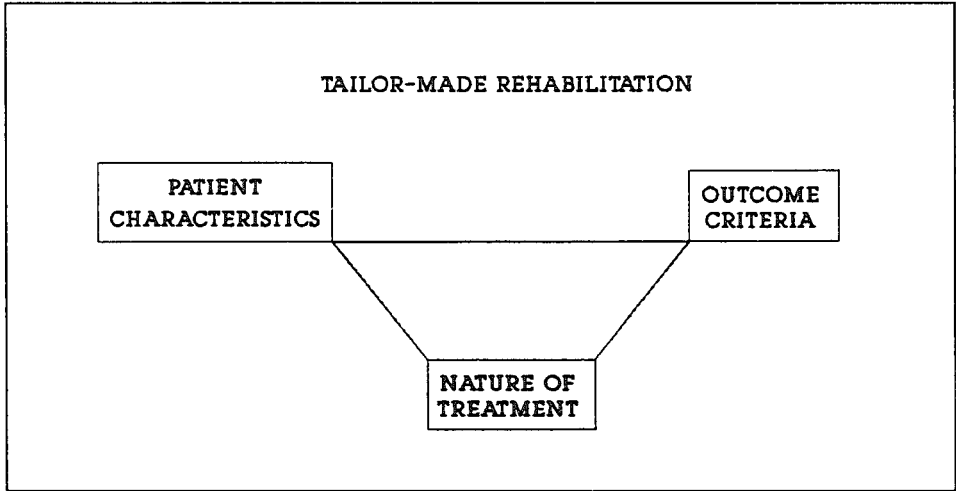 TAILOR-MADE REHABILITATION
PATIENT
CHARACTERISTICS
OUTCOME
CRITERIA
NATURE OF
TREATMENT